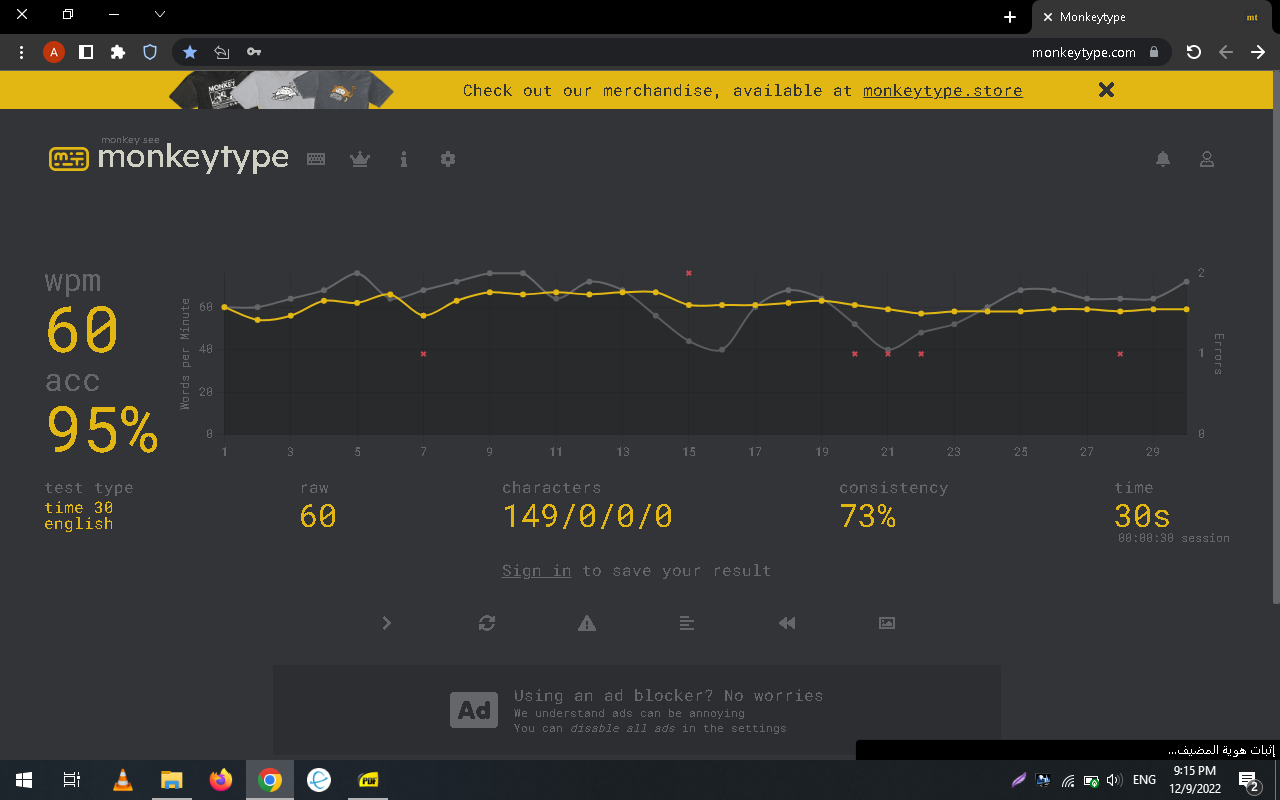 Monkeytype
mt
A
monkeytype.com
MONKEY
Check out our merchandise, available at monkeytype.store
monkey see
monkeytype
wpm
60
acc
95%
Words per Minute
60
40
20
0
2
1
0
Errors
1 3 5 7 9 11 13 15 17 19 21 23 25 27 29
test type
time 30
english
raw
60
characters
149/0/0/0
consistency
73%
time
30s
00:00:30 session
Sign in to save your result
Ad
Using an ad blocker? No worries
We understand ads can be annoying
You can disable all ads in the settings
إثبات هوية المضيف...
PDF
ENG
9:15 PM
12/9/2022
2